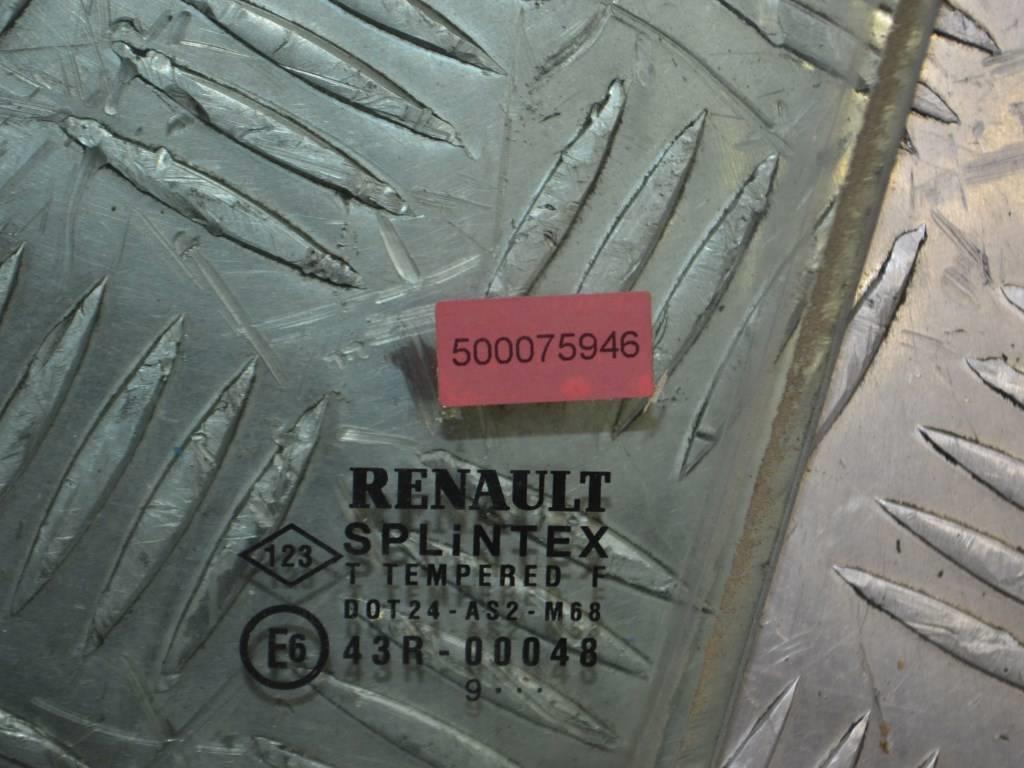 500075946
RENAULT
123 SPLiNTEX
T TEMPERED F
DOT24-AS2-M68
E6 43R-00048
9...